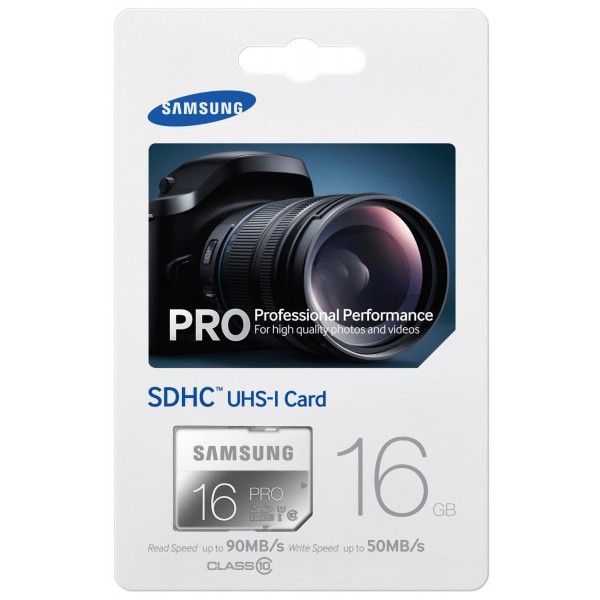 SAMSUNG
PRO
Professional Performance
For high quality photos and videos
SDHC™ UHS-I Card
SAMSUNG
16 PRO
16 GB
Read Speed up to 90MB/s Write Speed up to 50MB/s
CLASS 10